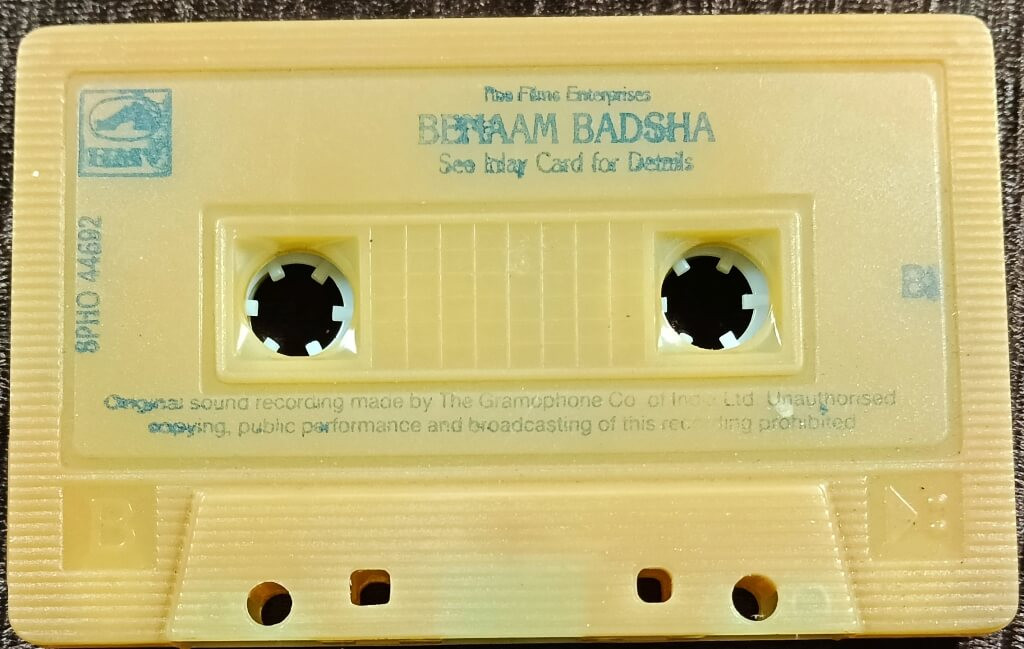 Films Enterprises
BENAAM BADSHA
See Inlay Card for Details
HMV
SPHO 44692
Original sound recording made by The Gramophone Co. of India Ltd. Unauthorised
copying, public performance and broadcasting of this recording prohibited
B